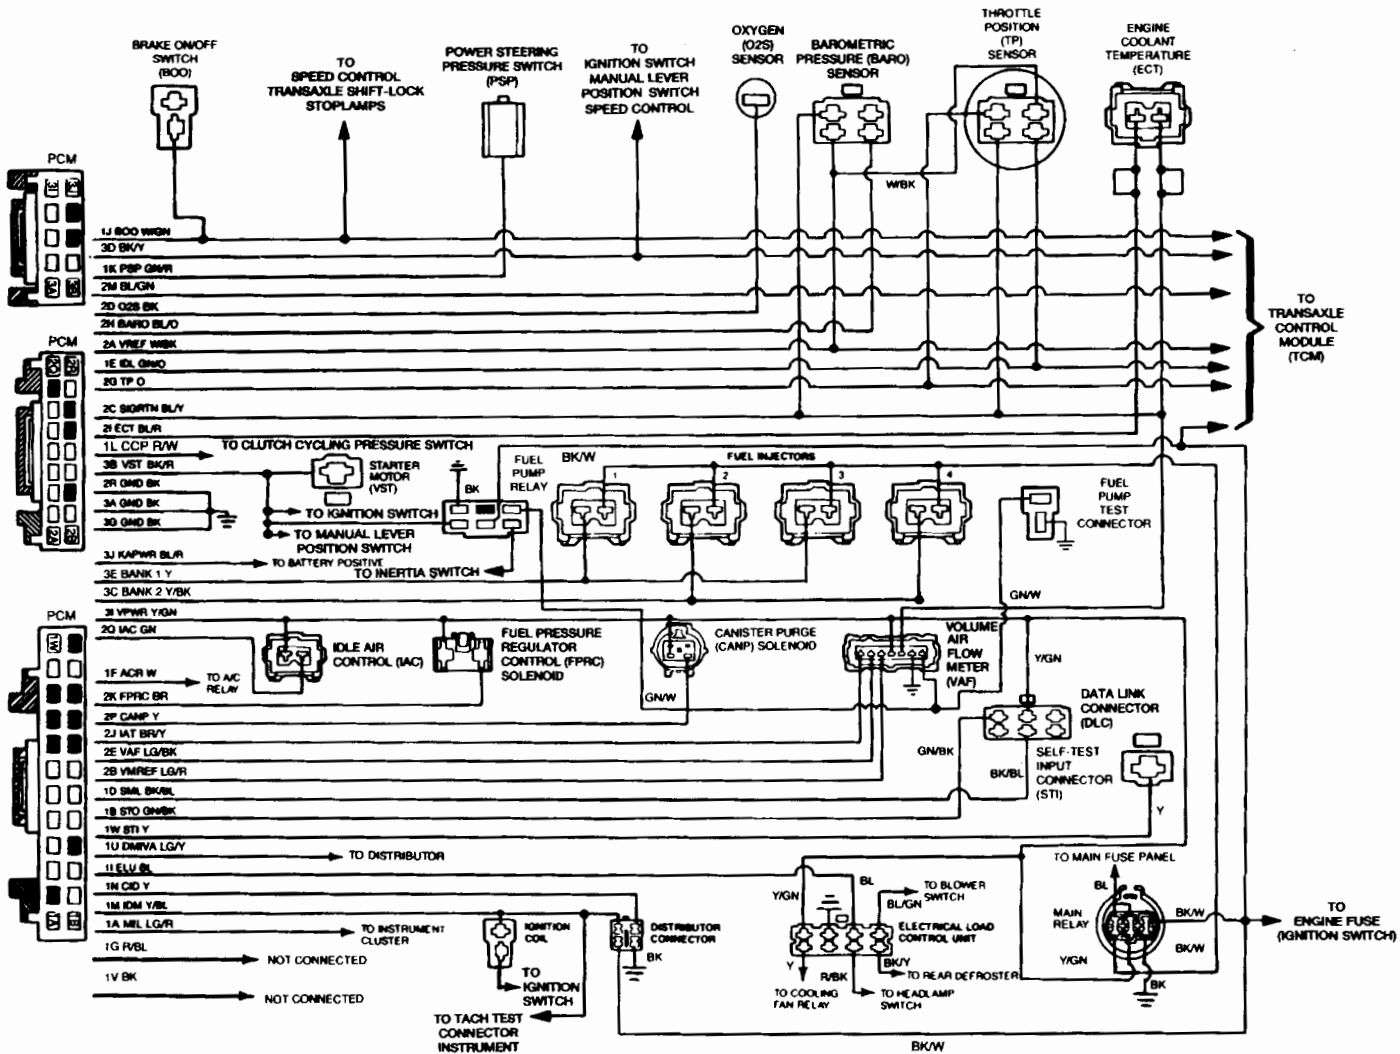 BRAKE ON/OFF
SWITCH
(BOO)
TO
SPEED CONTROL
TRANSAXLE SHIFT-LOCK
STOPLAMPS
POWER STEERING
PRESSURE SWITCH
(PSP)
TO
IGNITION SWITCH
MANUAL LEVER
POSITION SWITCH
SPEED CONTROL
OXYGEN
(O2S)
SENSOR
BAROMETRIC
PRESSURE (BARO)
SENSOR
THROTTLE
POSITION
(TP)
SENSOR
ENGINE
COOLANT
TEMPERATURE
(ECT)
PCM
3I
3J
3A
3B
W/BK
1J BOO W/GN
3D BK/Y
1K PSP GN/R
2M BL/GN
2D O2S BK
2H BARO BL/O
2A VREF W/BK
1E IDL GN/O
2G TP O
2C SIGRTN BL/Y
2I ECT BL/R
TO
TRANSAXLE
CONTROL
MODULE
(TCM)
PCM
2A
2B
1L CCP R/W
TO CLUTCH CYCLING PRESSURE SWITCH
3B VST BK/R
2R GND BK
3A GND BK
3G GND BK
STARTER
MOTOR
(VST)
TO IGNITION SWITCH
TO MANUAL LEVER
POSITION SWITCH
BK
FUEL
PUMP
RELAY
BK/W
FUEL INJECTORS
1
2
3
4
FUEL
PUMP
TEST
CONNECTOR
3J KAPWR BL/R
TO BATTERY POSITIVE
TO INERTIA SWITCH
3E BANK 1 Y
3C BANK 2 Y/BK
GN/W
PCM
1W
1A
1B
3I VPWR Y/GN
2Q IAC GN
IDLE AIR
CONTROL (IAC)
FUEL PRESSURE
REGULATOR
CONTROL (FPRC)
SOLENOID
CANISTER PURGE
(CANP) SOLENOID
VOLUME
AIR
FLOW
METER
(VAF)
Y/GN
1F ACR W
TO A/C
RELAY
GN/W
2K FPRC BR
2P CANP Y
2J IAT BR/Y
2E VAF LG/BK
2B VMREF LG/R
1D SML BK/BL
1B STO GN/BK
1W STI Y
GN/BK
BK/BL
DATA LINK
CONNECTOR
(DLC)
SELF-TEST
INPUT
CONNECTOR
(STI)
Y
1U DMIVA LG/Y
TO DISTRIBUTOR
1I ELU BL
1N CID Y
1M IDM Y/BL
1A MIL LG/R
TO INSTRUMENT
CLUSTER
1G R/BL
NOT CONNECTED
1V BK
NOT CONNECTED
IGNITION
COIL
TO
IGNITION
SWITCH
TO TACH TEST
CONNECTOR
INSTRUMENT
DISTRIBUTOR
CONNECTOR
BK
Y/GN
BL
BL/GN
TO BLOWER
SWITCH
ELECTRICAL LOAD
CONTROL UNIT
Y
R/BK
BK/Y
TO REAR DEFROSTER
TO COOLING
FAN RELAY
TO HEADLAMP
SWITCH
TO MAIN FUSE PANEL
BL
MAIN
RELAY
Y/GN
BK/W
BK/W
BK
TO
ENGINE FUSE
(IGNITION SWITCH)
BK/W